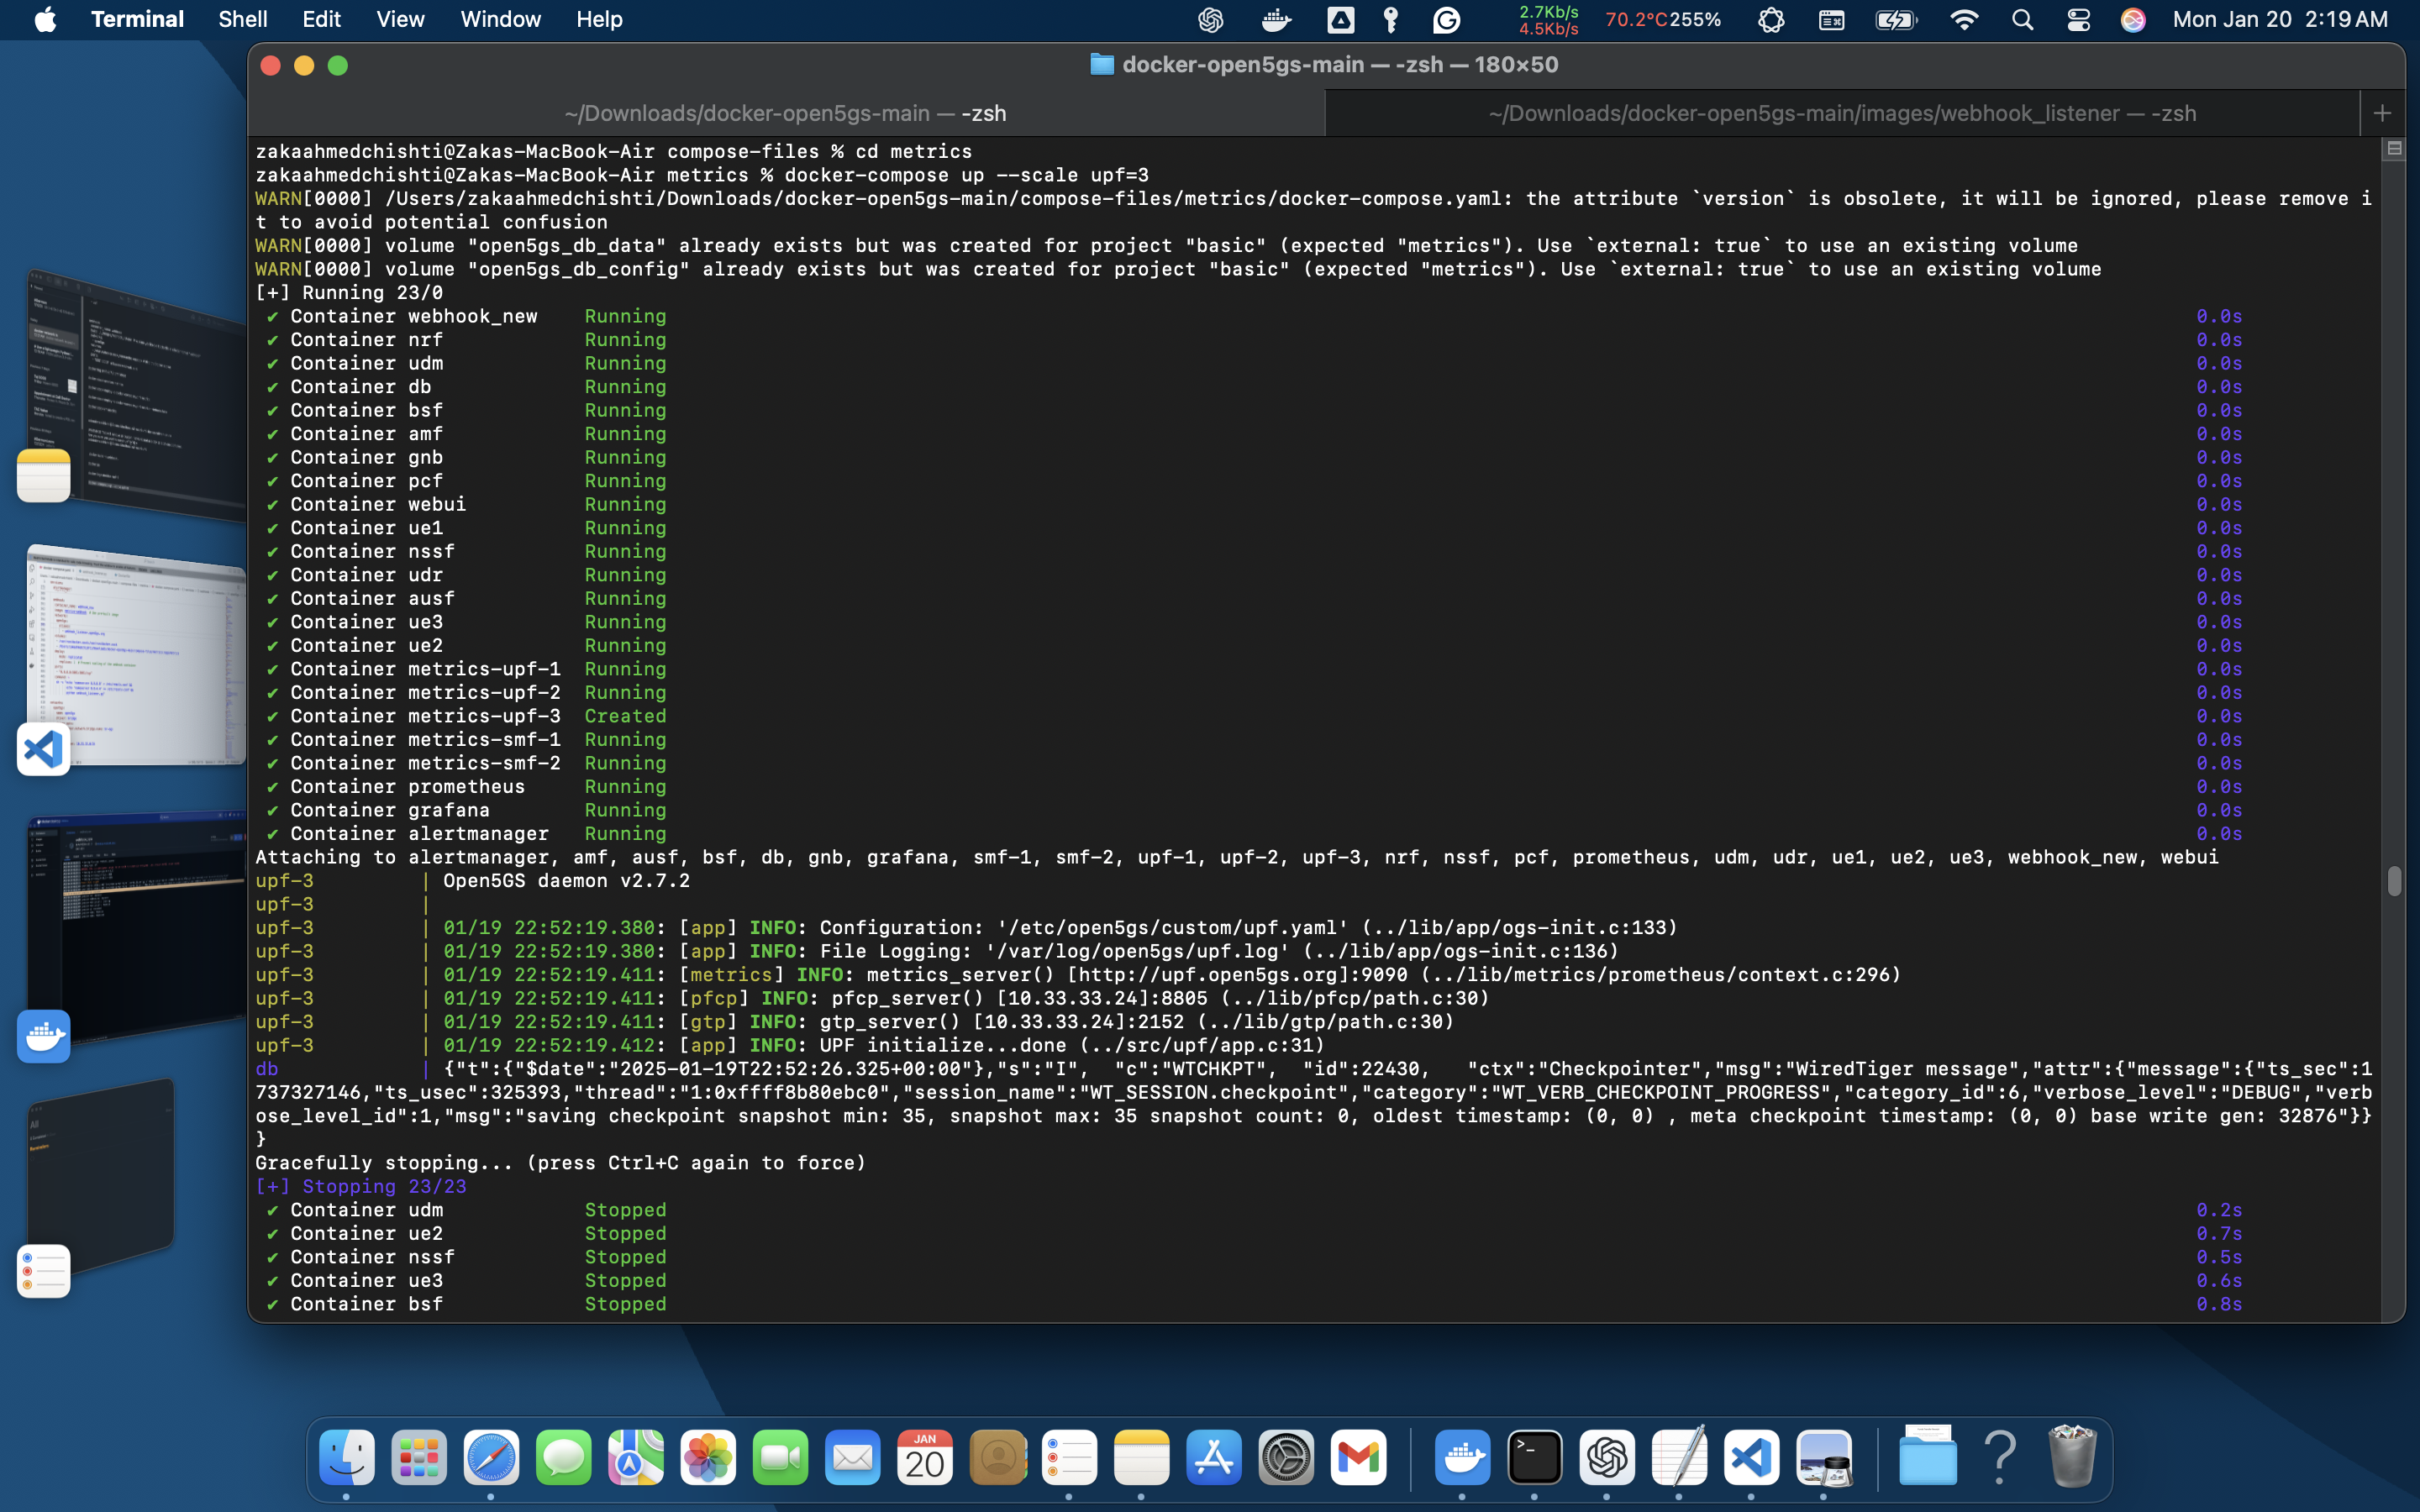 Terminal Shell Edit View Window Help
2.7Kb/s
4.5Kb/s
70.2°C 255%
Mon Jan 20 2:19 AM
docker-open5gs-main — -zsh — 180×50
~/Downloads/docker-open5gs-main — -zsh
~/Downloads/docker-open5gs-main/images/webhook_listener — -zsh
zakaahmedchishti@Zakas-MacBook-Air compose-files % cd metrics
zakaahmedchishti@Zakas-MacBook-Air metrics % docker-compose up --scale upf=3
WARN[0000] /Users/zakaahmedchishti/Downloads/docker-open5gs-main/compose-files/metrics/docker-compose.yaml: the attribute `version` is obsolete, it will be ignored, please remove i
t to avoid potential confusion
WARN[0000] volume "open5gs_db_data" already exists but was created for project "basic" (expected "metrics"). Use `external: true` to use an existing volume
WARN[0000] volume "open5gs_db_config" already exists but was created for project "basic" (expected "metrics"). Use `external: true` to use an existing volume
[+] Running 23/0
✔ Container webhook_new Running 0.0s
✔ Container nrf Running 0.0s
✔ Container udm Running 0.0s
✔ Container db Running 0.0s
✔ Container bsf Running 0.0s
✔ Container amf Running 0.0s
✔ Container gnb Running 0.0s
✔ Container pcf Running 0.0s
✔ Container webui Running 0.0s
✔ Container ue1 Running 0.0s
✔ Container nssf Running 0.0s
✔ Container udr Running 0.0s
✔ Container ausf Running 0.0s
✔ Container ue3 Running 0.0s
✔ Container ue2 Running 0.0s
✔ Container metrics-upf-1 Running 0.0s
✔ Container metrics-upf-2 Running 0.0s
✔ Container metrics-upf-3 Created 0.0s
✔ Container metrics-smf-1 Running 0.0s
✔ Container metrics-smf-2 Running 0.0s
✔ Container prometheus Running 0.0s
✔ Container grafana Running 0.0s
✔ Container alertmanager Running 0.0s
Attaching to alertmanager, amf, ausf, bsf, db, gnb, grafana, smf-1, smf-2, upf-1, upf-2, upf-3, nrf, nssf, pcf, prometheus, udm, udr, ue1, ue2, ue3, webhook_new, webui
upf-3 | Open5GS daemon v2.7.2
upf-3 |
upf-3 | 01/19 22:52:19.380: [app] INFO: Configuration: '/etc/open5gs/custom/upf.yaml' (../lib/app/ogs-init.c:133)
upf-3 | 01/19 22:52:19.380: [app] INFO: File Logging: '/var/log/open5gs/upf.log' (../lib/app/ogs-init.c:136)
upf-3 | 01/19 22:52:19.411: [metrics] INFO: metrics_server() [http://upf.open5gs.org]:9090 (../lib/metrics/prometheus/context.c:296)
upf-3 | 01/19 22:52:19.411: [pfcp] INFO: pfcp_server() [10.33.33.24]:8805 (../lib/pfcp/path.c:30)
upf-3 | 01/19 22:52:19.411: [gtp] INFO: gtp_server() [10.33.33.24]:2152 (../lib/gtp/path.c:30)
upf-3 | 01/19 22:52:19.412: [app] INFO: UPF initialize...done (../src/upf/app.c:31)
db | {"t":{"$date":"2025-01-19T22:52:26.325+00:00"},"s":"I", "c":"WTCHKPT", "id":22430, "ctx":"Checkpointer","msg":"WiredTiger message","attr":{"message":{"ts_sec":1
737327146,"ts_usec":325393,"thread":"1:0xffff8b80ebc0","session_name":"WT_SESSION.checkpoint","category":"WT_VERB_CHECKPOINT_PROGRESS","category_id":6,"verbose_level":"DEBUG","verb
ose_level_id":1,"msg":"saving checkpoint snapshot min: 35, snapshot max: 35 snapshot count: 0, oldest timestamp: (0, 0) , meta checkpoint timestamp: (0, 0) base write gen: 32876"}}
}
Gracefully stopping... (press Ctrl+C again to force)
[+] Stopping 23/23
✔ Container udm Stopped 0.2s
✔ Container ue2 Stopped 0.7s
✔ Container nssf Stopped 0.5s
✔ Container ue3 Stopped 0.6s
✔ Container bsf Stopped 0.8s
All
JAN
20